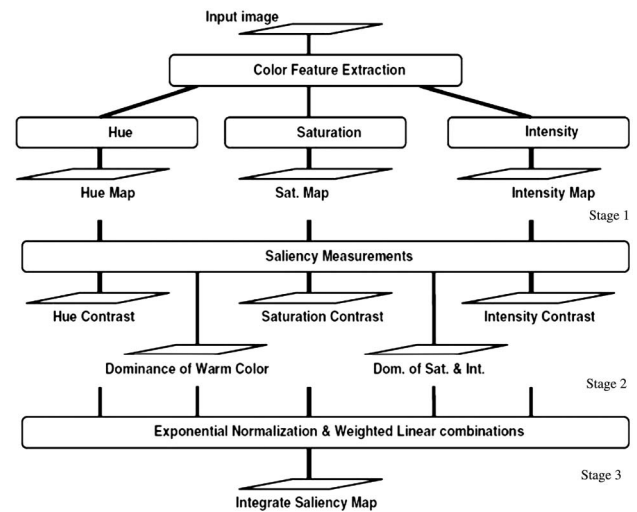 Input image
Color Feature Extraction
Hue
Saturation
Intensity
Hue Map
Sat. Map
Intensity Map
Stage 1
Saliency Measurements
Hue Contrast
Saturation Contrast
Intensity Contrast
Dominance of Warm Color
Dom. of Sat. & Int.
Stage 2
Exponential Normalization & Weighted Linear combinations
Stage 3
Integrate Saliency Map